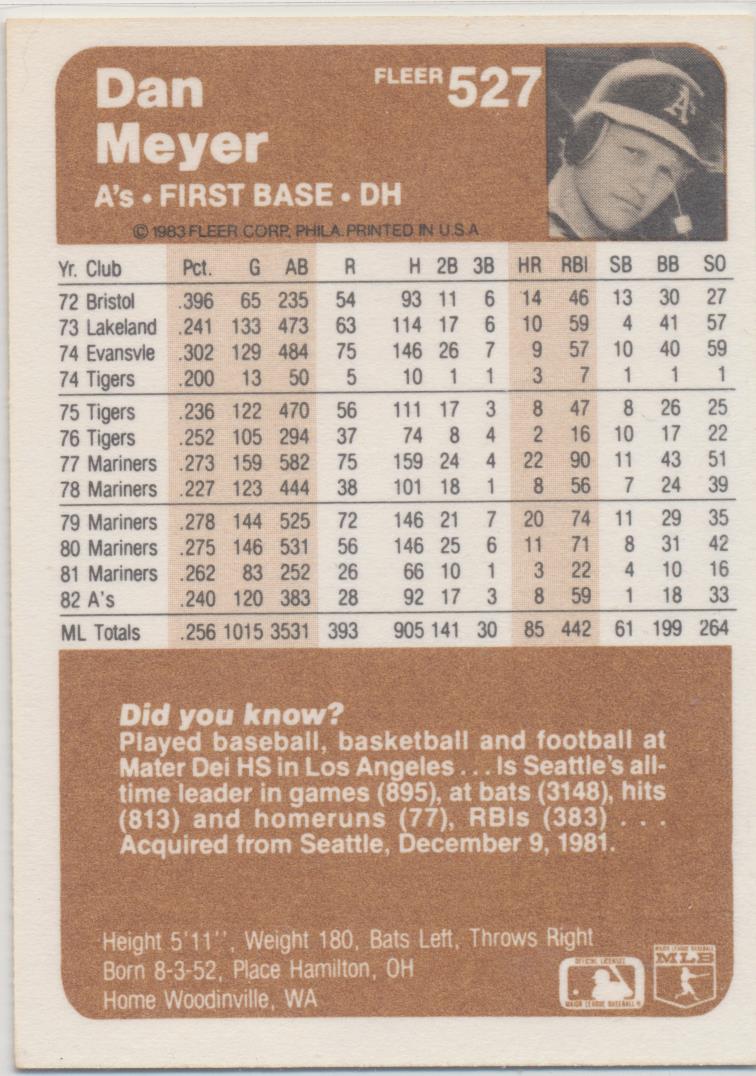 Dan
Meyer
FLEER 527
A's • FIRST BASE • DH
© 1983 FLEER CORP, PHILA. PRINTED IN U.S.A
A's
Yr. Club Pct. G AB R H 2B 3B HR RBI SB BB SO
72 Bristol .396 65 235 54 93 11 6 14 46 13 30 27
73 Lakeland .241 133 473 63 114 17 6 10 59 4 41 57
74 Evansvle .302 129 484 75 146 26 7 9 57 10 40 59
74 Tigers .200 13 50 5 10 1 1 3 7 1 1 1
75 Tigers .236 122 470 56 111 17 3 8 47 8 26 25
76 Tigers .252 105 294 37 74 8 4 2 16 10 17 22
77 Mariners .273 159 582 75 159 24 4 22 90 11 43 51
78 Mariners .227 123 444 38 101 18 1 8 56 7 24 39
79 Mariners .278 144 525 72 146 21 7 20 74 11 29 35
80 Mariners .275 146 531 56 146 25 6 11 71 8 31 42
81 Mariners .262 83 252 26 66 10 1 3 22 4 10 16
82 A's .240 120 383 28 92 17 3 8 59 1 18 33
ML Totals .256 1015 3531 393 905 141 30 85 442 61 199 264
Did you know?
Played baseball, basketball and football at
Mater Dei HS in Los Angeles . . . Is Seattle's all-
time leader in games (895), at bats (3148), hits
(813) and homeruns (77), RBIs (383) . . .
Acquired from Seattle, December 9, 1981.
Height 5'11'', Weight 180, Bats Left, Throws Right
Born 8-3-52, Place Hamilton, OH
Home Woodinville, WA
OFFICIAL LICENSEE
MAJOR LEAGUE BASEBALL
MAJOR LEAGUE BASEBALL
MLB